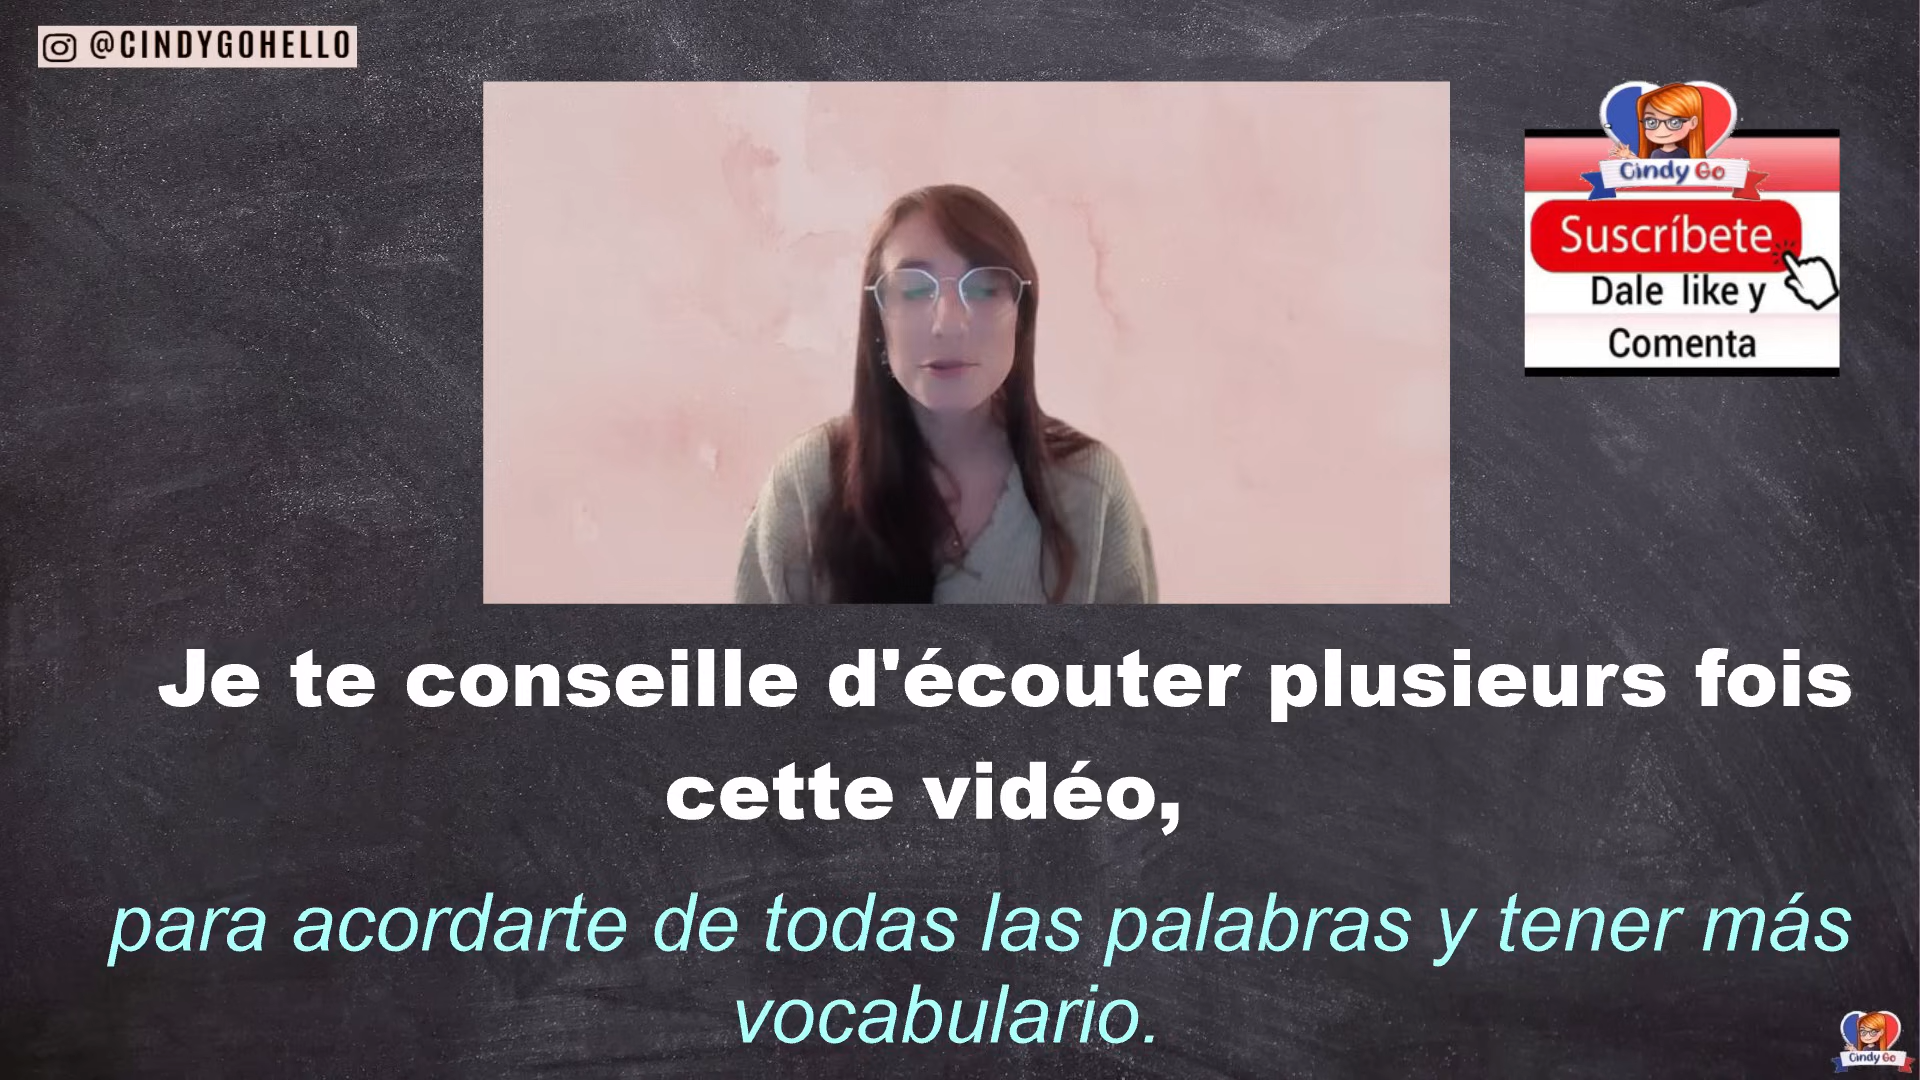 @CINDYGOHELLO
Cindy Go
Suscríbete
Dale like y
Comenta
Je te conseille d'écouter plusieurs fois
cette vidéo,
para acordarte de todas las palabras y tener más
vocabulario.
Cindy Go